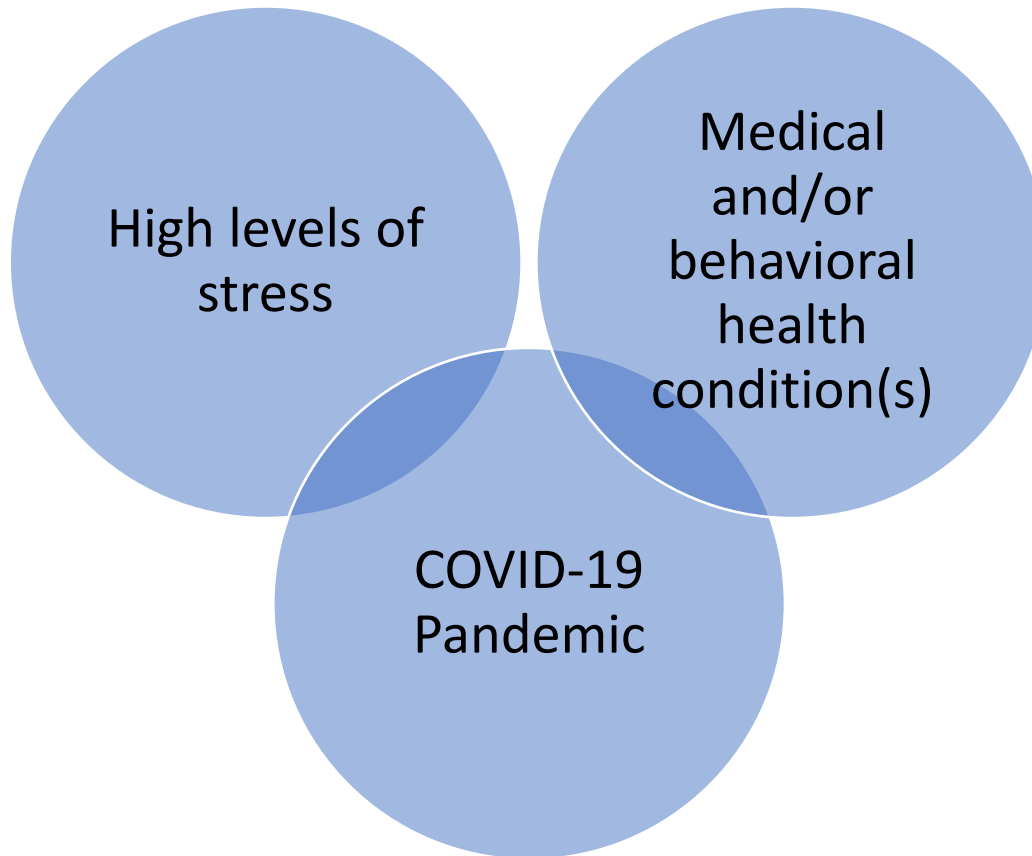 High levels of
stress
Medical
and/or
behavioral
health
condition(s)
COVID-19
Pandemic